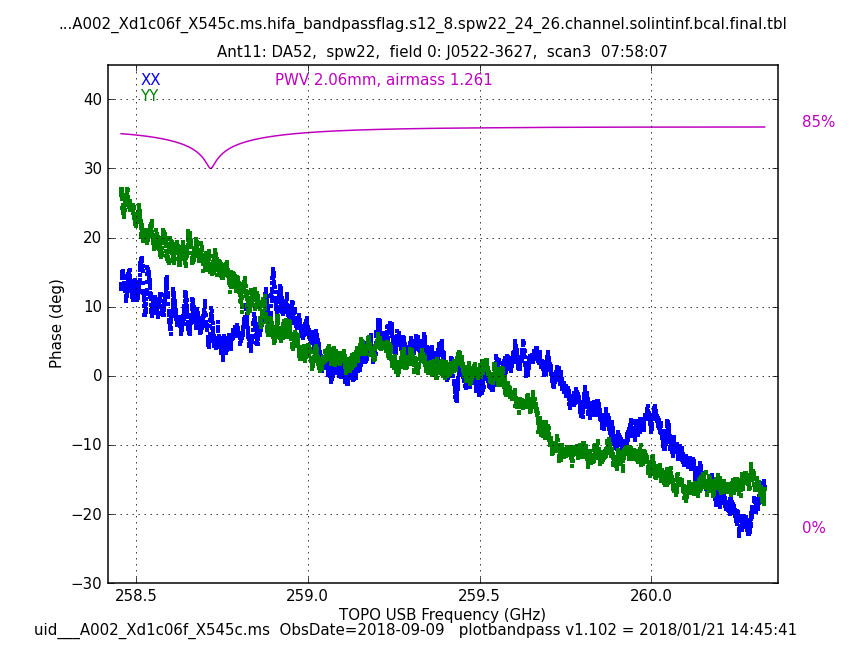 ...A002_Xd1c06f_X545c.ms.hifa_bandpassflag.s12_8.spw22_24_26.channel.solintinf.bcal.final.tbl
Ant11: DA52, spw22, field 0: J0522-3627, scan3 07:58:07
XX
PWV 2.06mm, airmass 1.261
YY
40
85%
30
20
10
Phase (deg)
0
−10
−20
0%
−30
258.5 259.0 259.5 260.0
TOPO USB Frequency (GHz)
uid___A002_Xd1c06f_X545c.ms ObsDate=2018-09-09 plotbandpass v1.102 = 2018/01/21 14:45:41